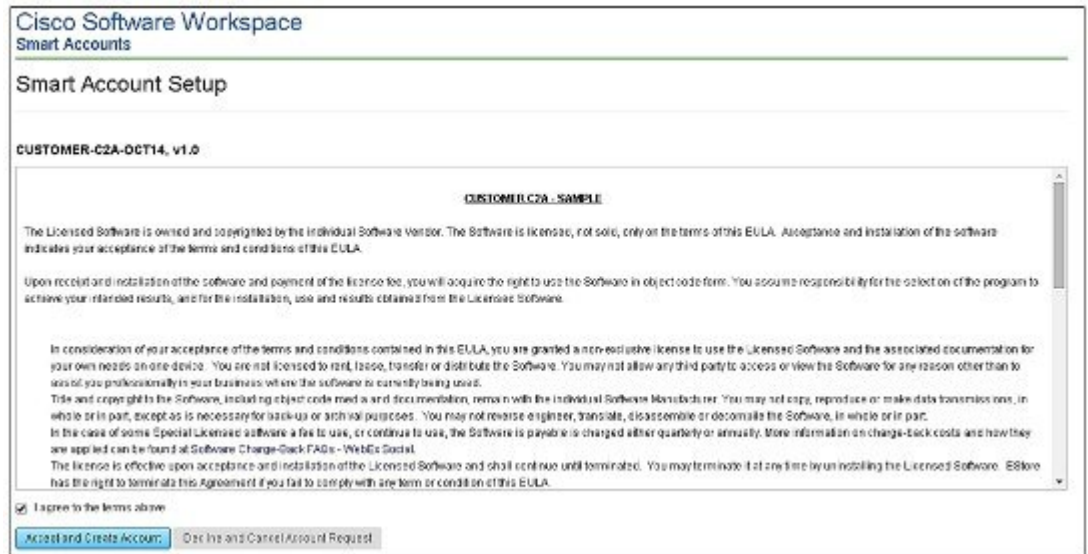 Cisco Software Workspace
Smart Accounts
Smart Account Setup
CUSTOMER-C2A-OCT14, v1.0
CUSTOMER C2A - SAMPLE
The Licensed Software is owned and copyrighted by the individual Software Vendor. The Software is licensed, not sold, only on the terms of this EULA. Acceptance and installation of the software
indicates your acceptance of the terms and conditions of this EULA.
Upon receipt and installation of the software and payment of the license fee, you will acquire the right to use the Software in object code form. You assume responsibility for the selection of the program to
achieve your intended results, and for the installation, use and results obtained from the Licensed Software.
In consideration of your acceptance of the terms and conditions contained in this EULA, you are granted a non-exclusive license to use the Licensed Software and the associated documentation for
your own needs on one device. You are not licensed to rent, lease, transfer or distribute the Software. You may not allow any third party to access or view the Software for any reason other than to
assist you professionally in your business where the software is currently being used.
Title and copyright to the Software, including object code media and documentation, remain with the individual Software Manufacturer. You may not copy, reproduce or make data transmissions, in
whole or in part, except as is necessary for back-up or archival purposes. You may not reverse engineer, translate, disassemble or decompile the Software, in whole or in part.
In the case of some Special Licensed software a fee to use, or continue to use, the Software is payable is charged either quarterly or annually. More information on charge-back costs and how they
are applied can be found at Software Charge-Back FAQs - WebEx Social.
The license is effective upon acceptance and installation of the Licensed Software and shall continue until terminated. You may terminate it at any time by uninstalling the Licensed Software. EStore
has the right to terminate this Agreement if you fail to comply with any term or condition of this EULA.
I agree to the terms above
Accept and Create Account Decline and Cancel Account Request